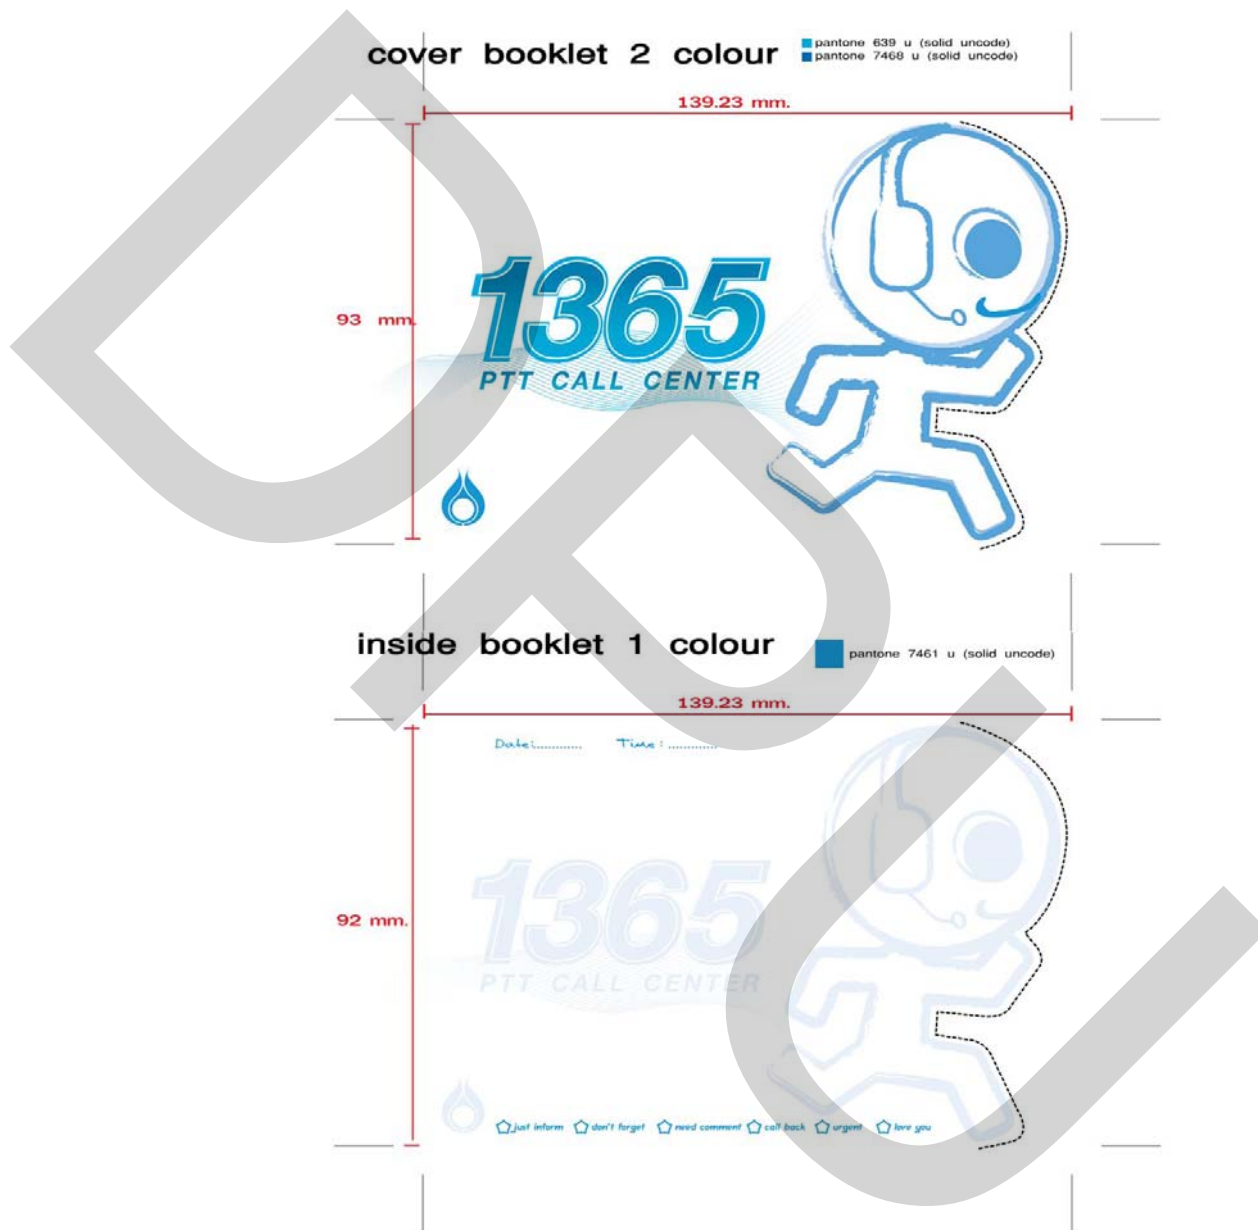 cover booklet 2 colour
pantone 639 u (solid uncode)
pantone 7468 u (solid uncode)
139.23 mm.
93 mm.
1365
PTT CALL CENTER
inside booklet 1 colour
pantone 7461 u (solid uncode)
139.23 mm.
Date:............ Time: ............
92 mm.
1365
PTT CALL CENTER
just inform don't forget need comment call back urgent love you
DPU